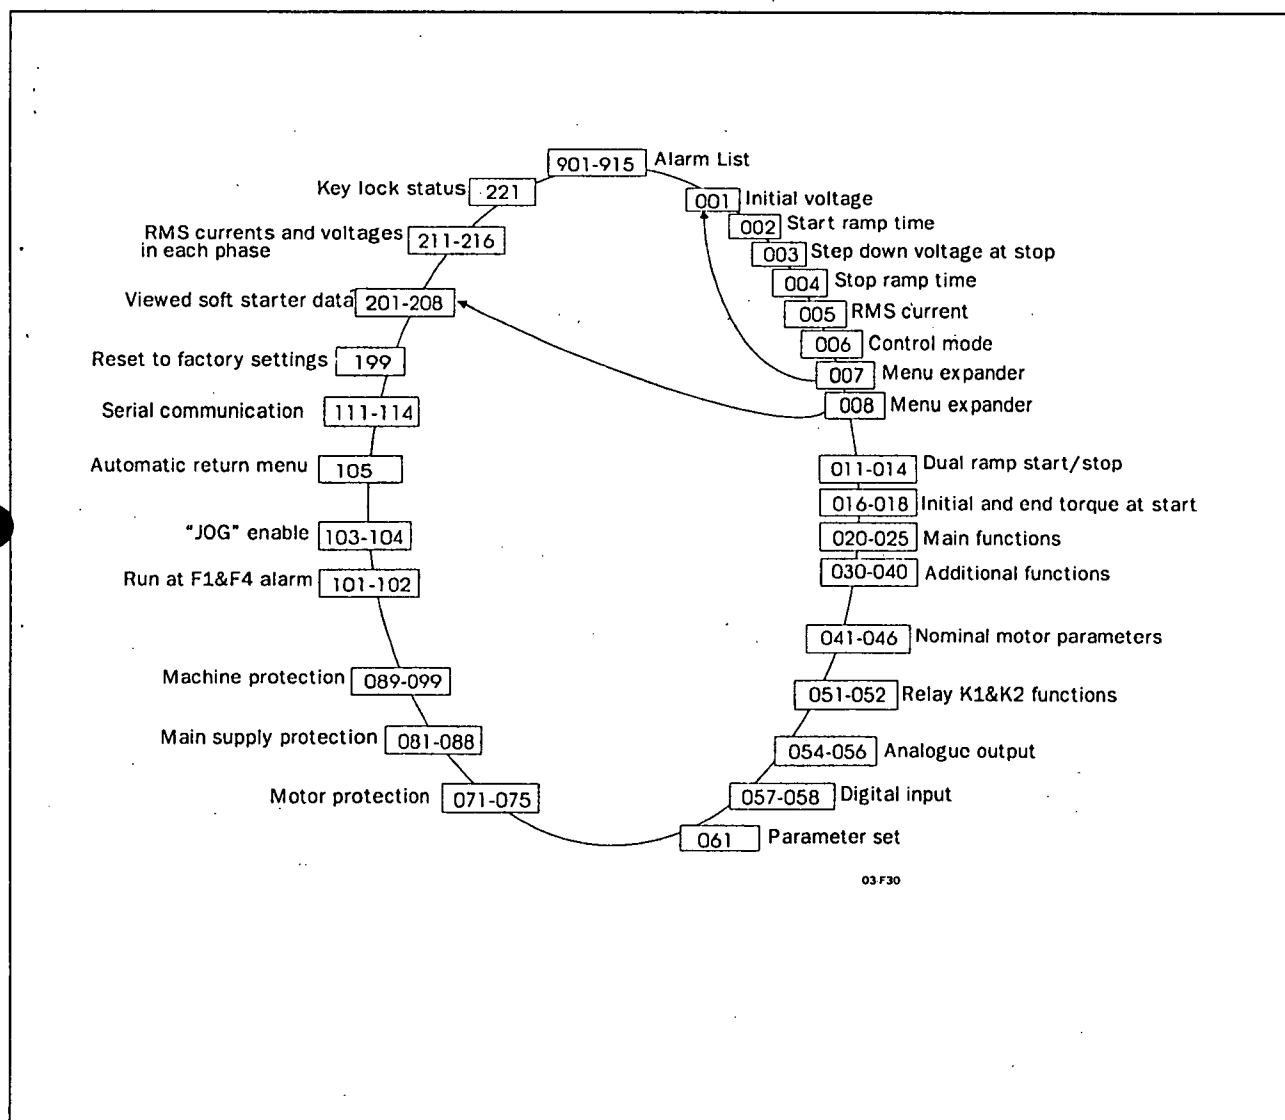 901-915 Alarm List
Key lock status 221
001 Initial voltage
002 Start ramp time
RMS currents and voltages
in each phase
211-216
003 Step down voltage at stop
004 Stop ramp time
Viewed soft starter data 201-208
005 RMS current
006 Control mode
Reset to factory settings 199
007 Menu expander
008 Menu expander
Serial communication 111-114
Automatic return menu 105
011-014 Dual ramp start/stop
016-018 Initial and end torque at start
"JOG" enable 103-104
020-025 Main functions
Run at F1&F4 alarm 101-102
030-040 Additional functions
041-046 Nominal motor parameters
Machine protection 089-099
051-052 Relay K1&K2 functions
Main supply protection 081-088
054-056 Analogue output
Motor protection 071-075
057-058 Digital input
061 Parameter set
03-F30